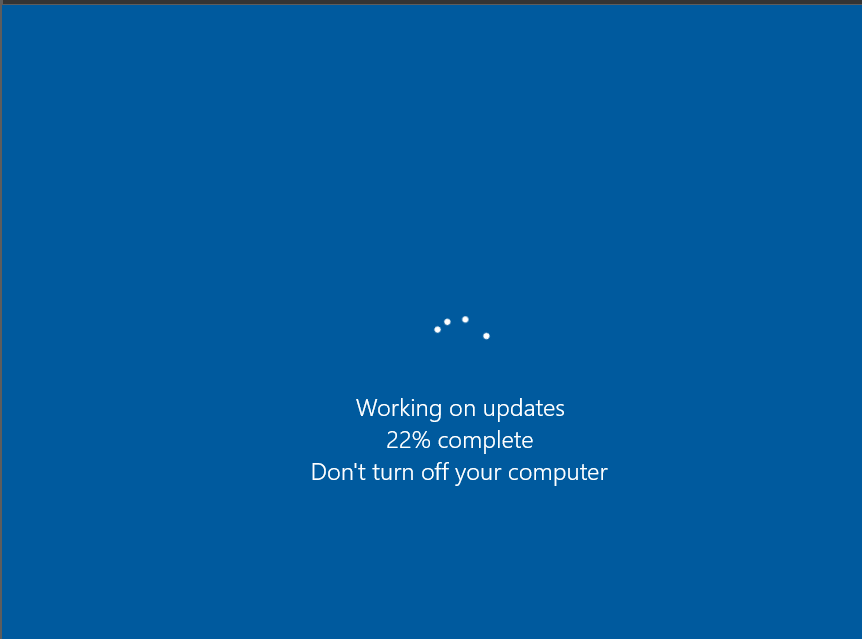 Working on updates
22% complete
Don't turn off your computer